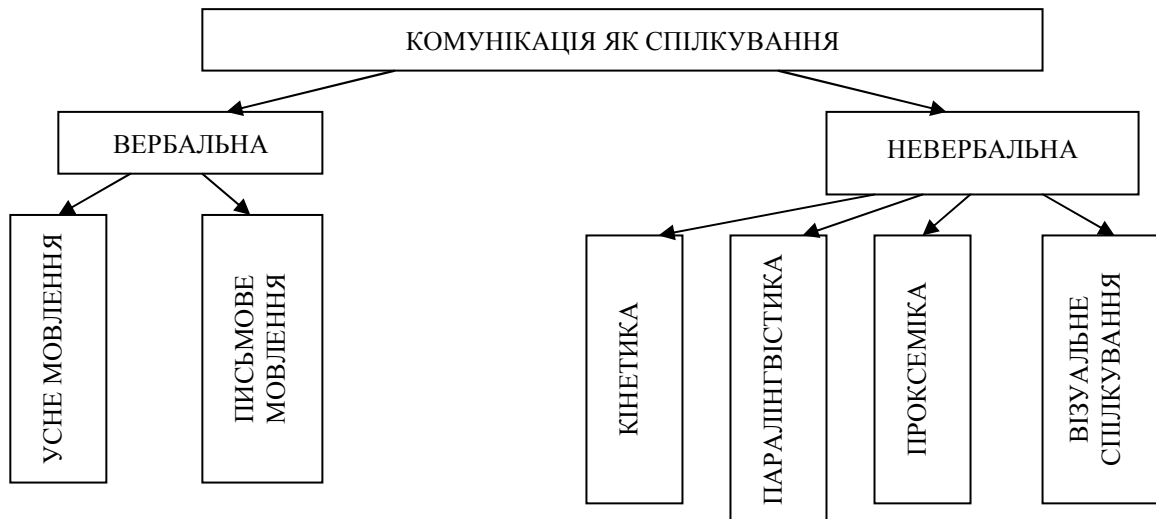 КОМУНІКАЦІЯ ЯК СПІЛКУВАННЯ
ВЕРБАЛЬНА
НЕВЕРБАЛЬНА
УСНЕ МОВЛЕННЯ
ПИСЬМОВЕ
МОВЛЕННЯ
КІНЕТИКА
ПАРАЛІНГВІСТИКА
ПРОКСЕМІКА
ВІЗУАЛЬНЕ
СПІЛКУВАННЯ